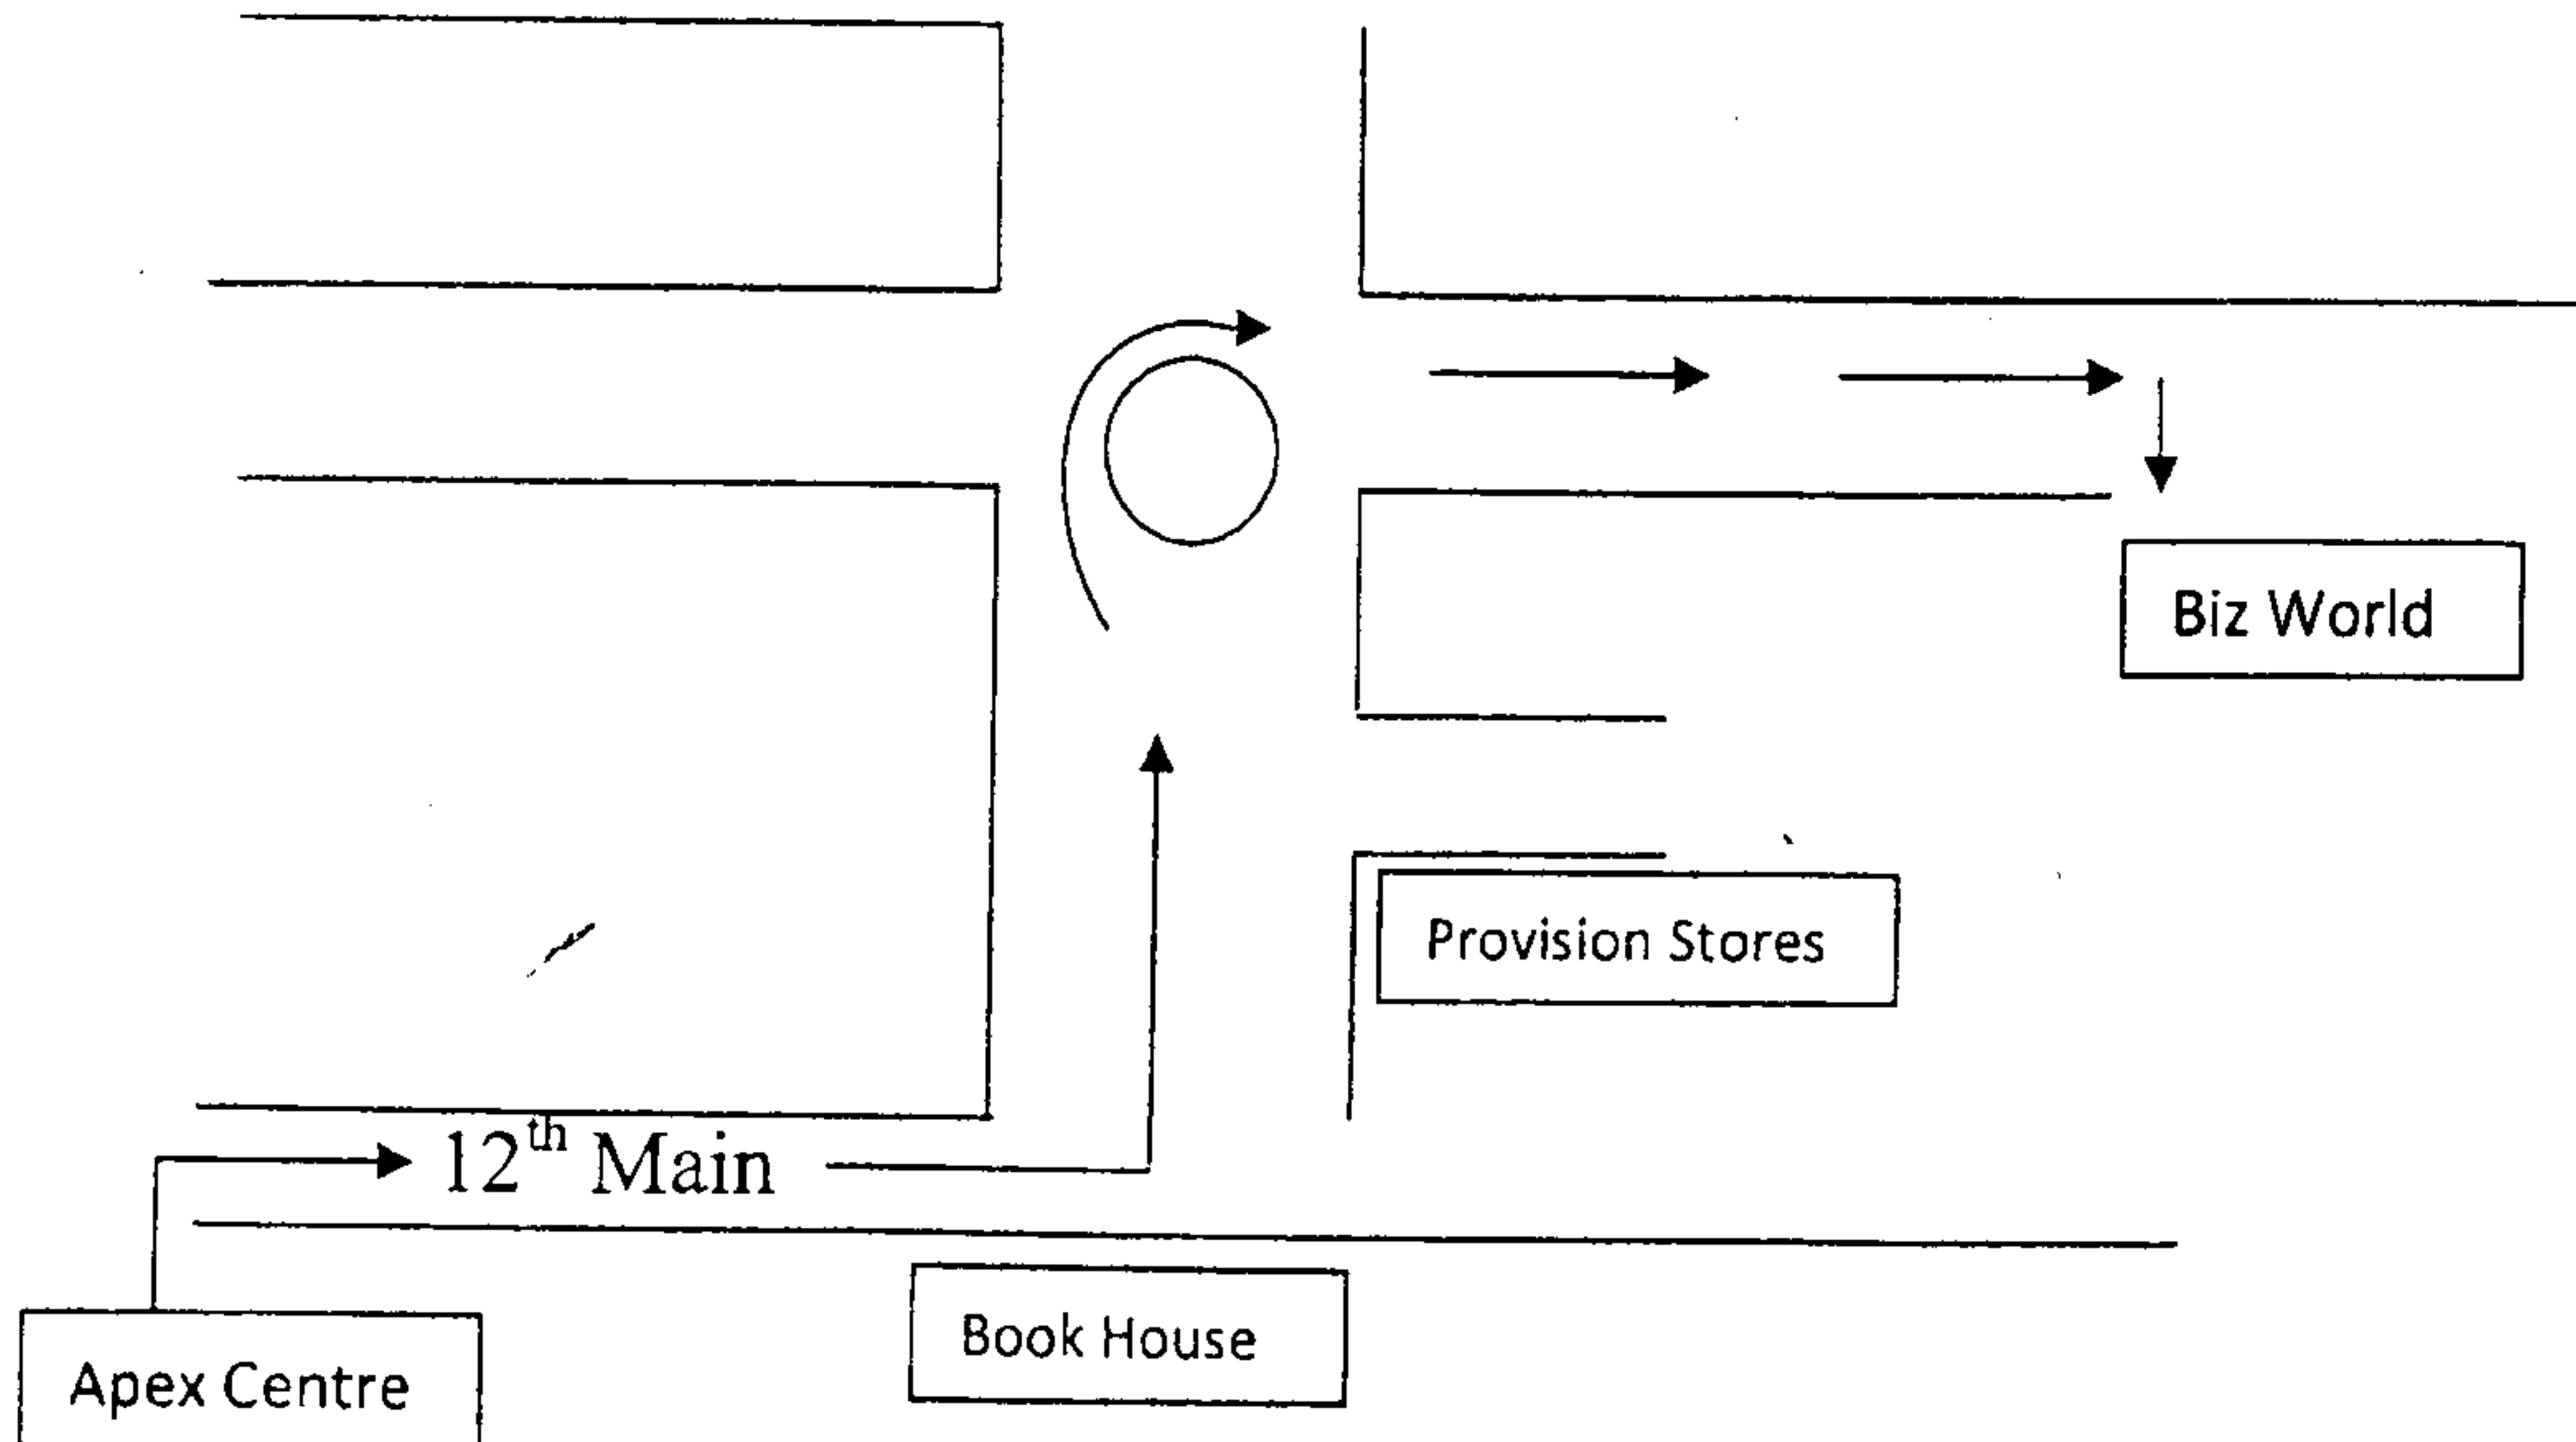 Biz World
Provision Stores
12th Main
Book House
Apex Centre